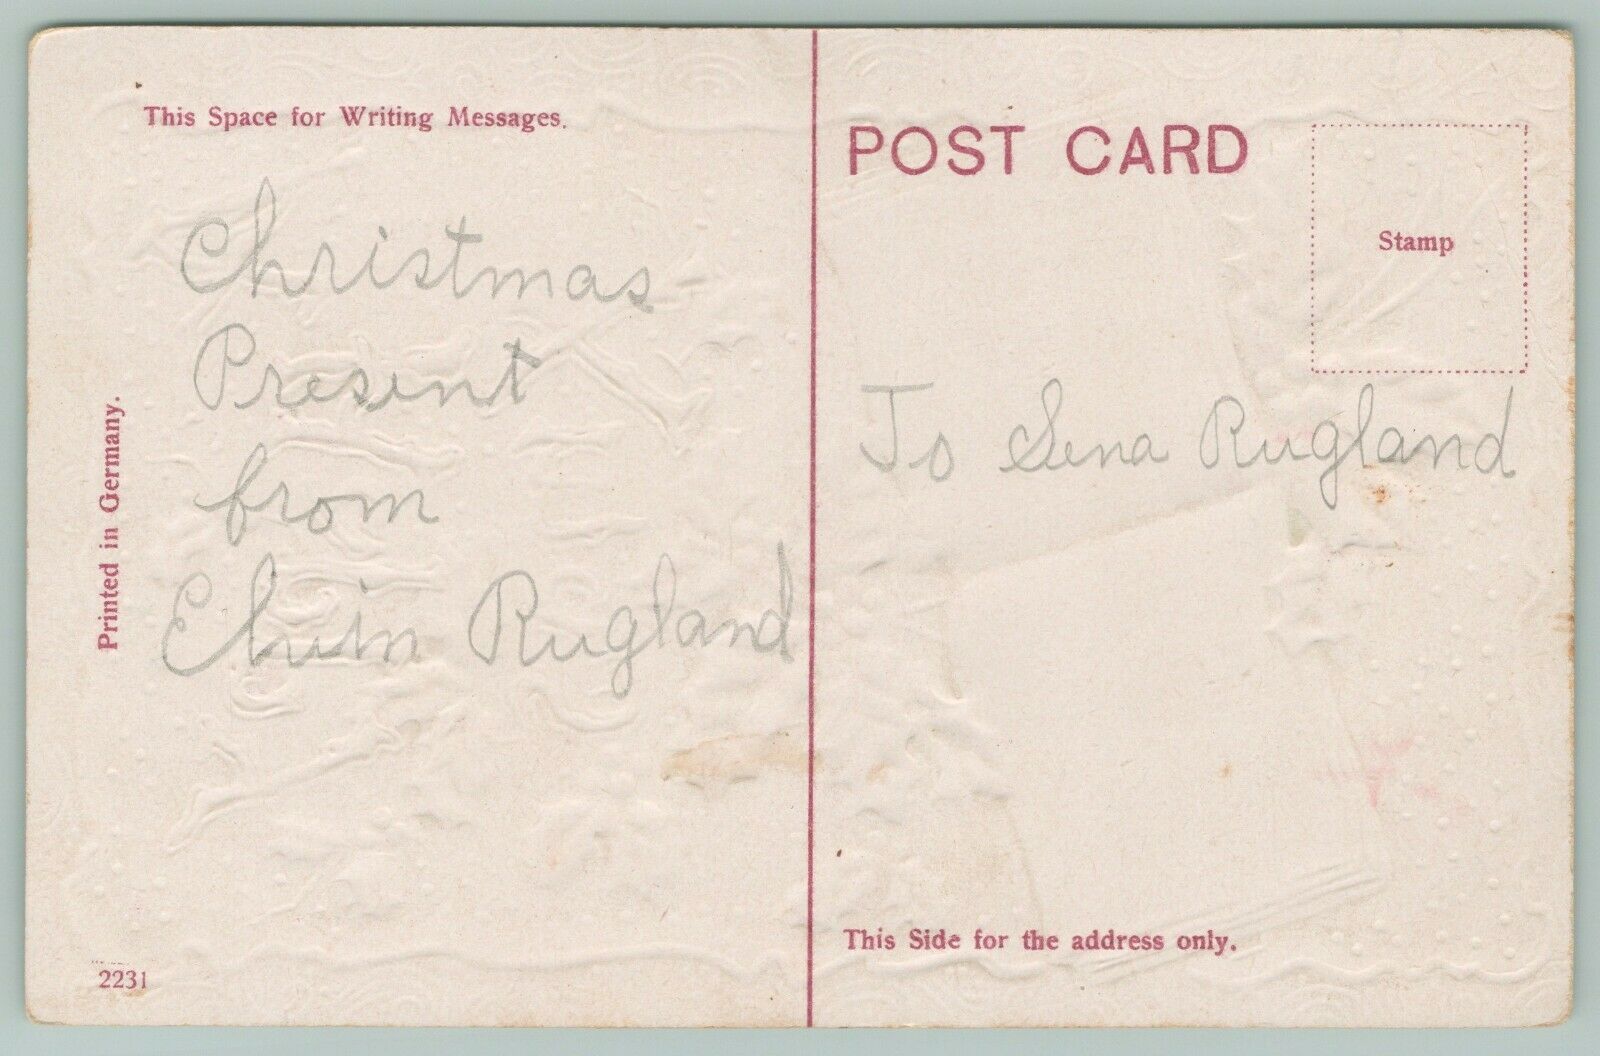 This Space for Writing Messages.
Christmas
Present
from
Elvin Rugland
Printed in Germany.
2231
POST CARD
Stamp
To Sena Rugland
This Side for the address only.